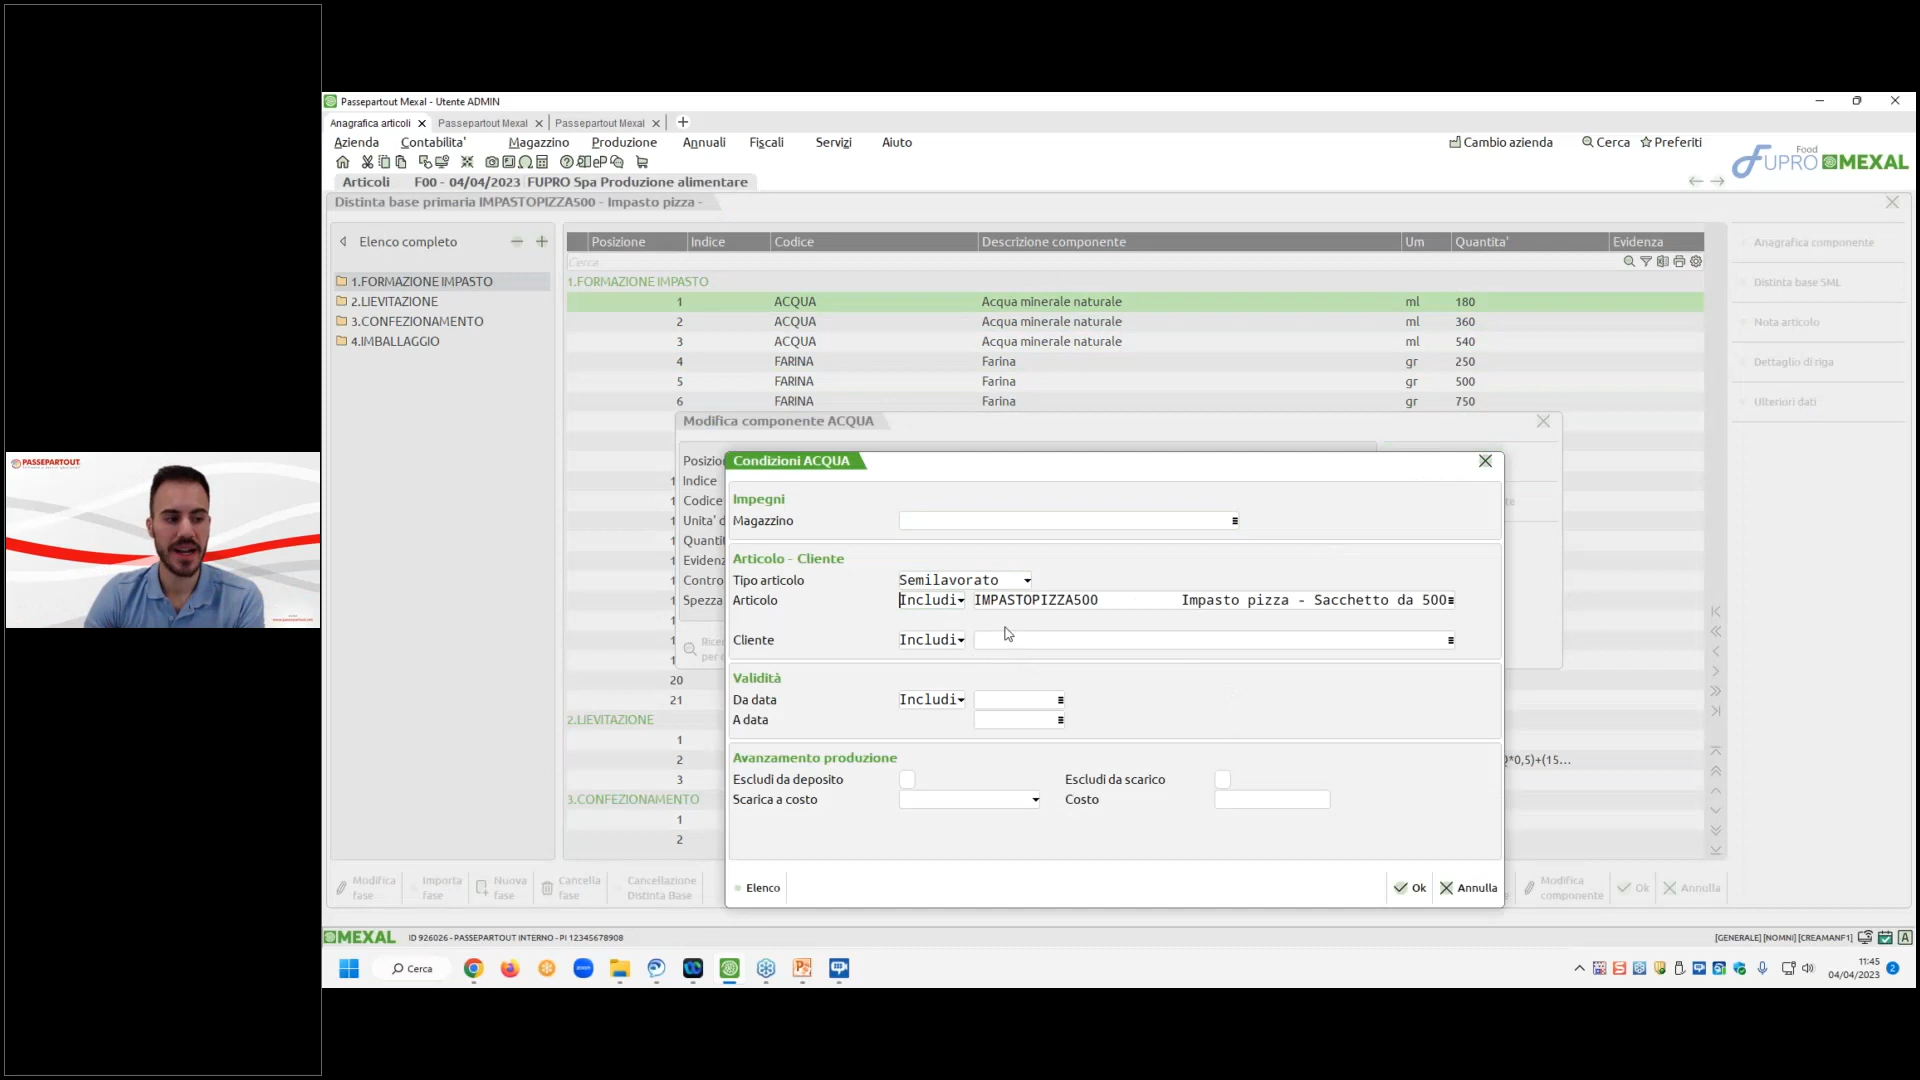 Passepartout Mexal - Utente ADMIN
Anagrafica articoli Passepartout Mexal Passepartout Mexal
Azienda Contabilita' Magazzino Produzione Annuali Fiscali Servizi Aiuto Cambio azienda Cerca Preferiti
Food FUPRO MEXAL
Articoli F00 - 04/04/2023 FUPRO Spa Produzione alimentare
Distinta base primaria IMPASTOPIZZA500 - Impasto pizza -
Elenco completo
1.FORMAZIONE IMPASTO
2.LIEVITAZIONE
3.CONFEZIONAMENTO
4.IMBALLAGGIO
Posizione Indice Codice Descrizione componente Um Quantita' Evidenza
Cerca
1.FORMAZIONE IMPASTO
1 ACQUA Acqua minerale naturale ml 180
2 ACQUA Acqua minerale naturale ml 360
3 ACQUA Acqua minerale naturale ml 540
4 FARINA Farina gr 250
5 FARINA Farina gr 500
6 FARINA Farina gr 750
Anagrafica componente
Distinta base SML
Nota articolo
Dettaglio di riga
Ulteriori dati
Modifica componente ACQUA
Indice
Codice
20
21
2.LIEVITAZIONE
1
2
3
3.CONFEZIONAMENTO
1
2
Condizioni ACQUA
Impegni
Magazzino
Articolo - Cliente
Tipo articolo Semilavorato
Articolo Includi IMPASTOPIZZA500 Impasto pizza - Sacchetto da 500
Cliente Includi
Validità
Da data Includi
A data
Avanzamento produzione
Escludi da deposito Escludi da scarico
Scarica a costo Costo
Elenco Ok Annulla
Modifica fase Importa fase Nuova fase Cancella fase Cancellazione Distinta Base
Modifica componente Ok Annulla
MEXAL ID 926026 - PASSEPARTOUT INTERNO - PI 12345678908
[GENERALE] [NOMNI] [CREAMANF1] A
Cerca
11:45
04/04/2023 2
PASSEPARTOUT